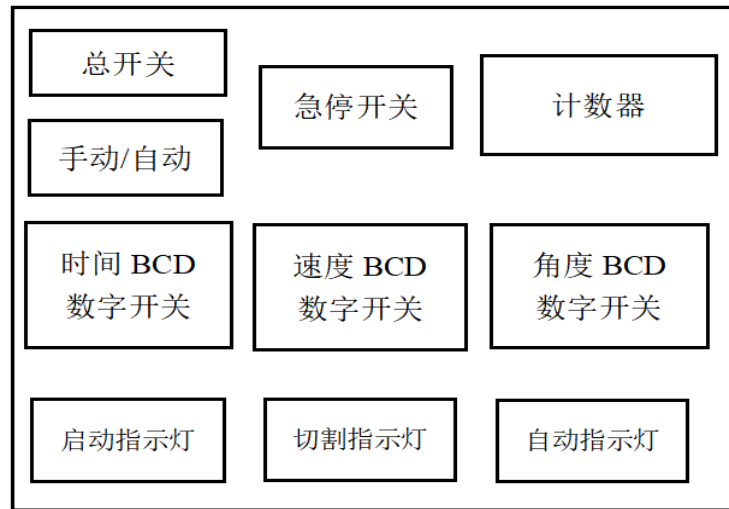 总开关
急停开关
计数器
手动/自动
时间 BCD
数字开关
速度 BCD
数字开关
角度 BCD
数字开关
启动指示灯
切割指示灯
自动指示灯